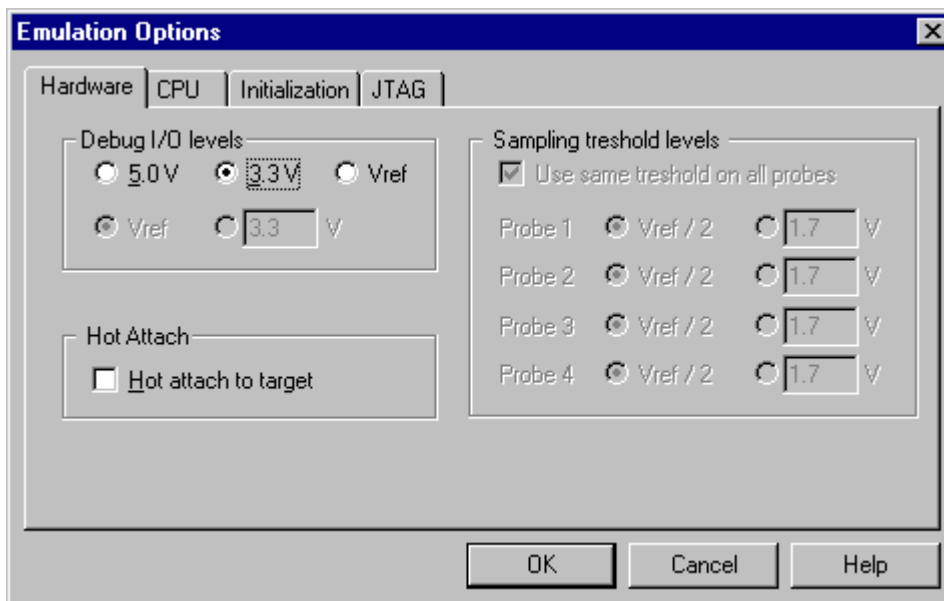 Emulation Options
Hardware CPU Initialization JTAG
Debug I/O levels
5.0 V 3.3 V Vref
Vref 3.3 V
Hot Attach
Hot attach to target
Sampling treshold levels
Use same treshold on all probes
Probe 1 Vref / 2 1.7 V
Probe 2 Vref / 2 1.7 V
Probe 3 Vref / 2 1.7 V
Probe 4 Vref / 2 1.7 V
OK Cancel Help